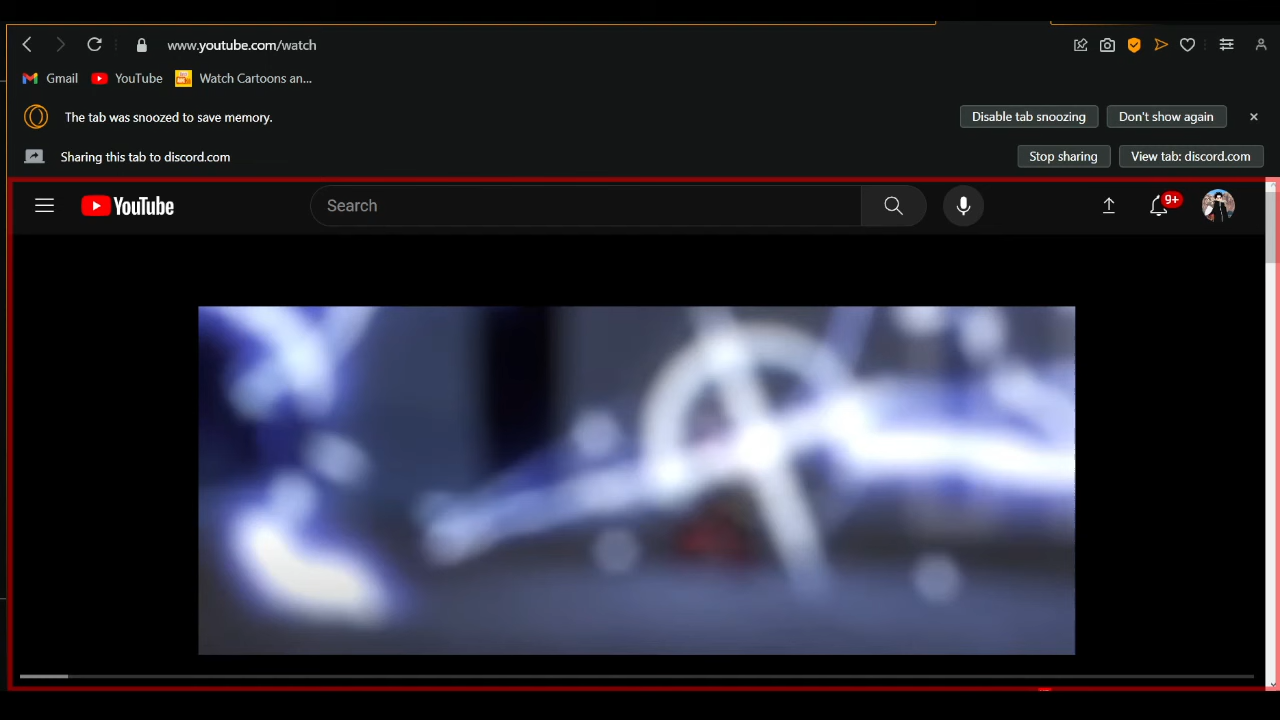 www.youtube.com/watch
Gmail YouTube Watch Cartoons an...
The tab was snoozed to save memory. Disable tab snoozing Don't show again
Sharing this tab to discord.com Stop sharing View tab: discord.com
YouTube Search 9+